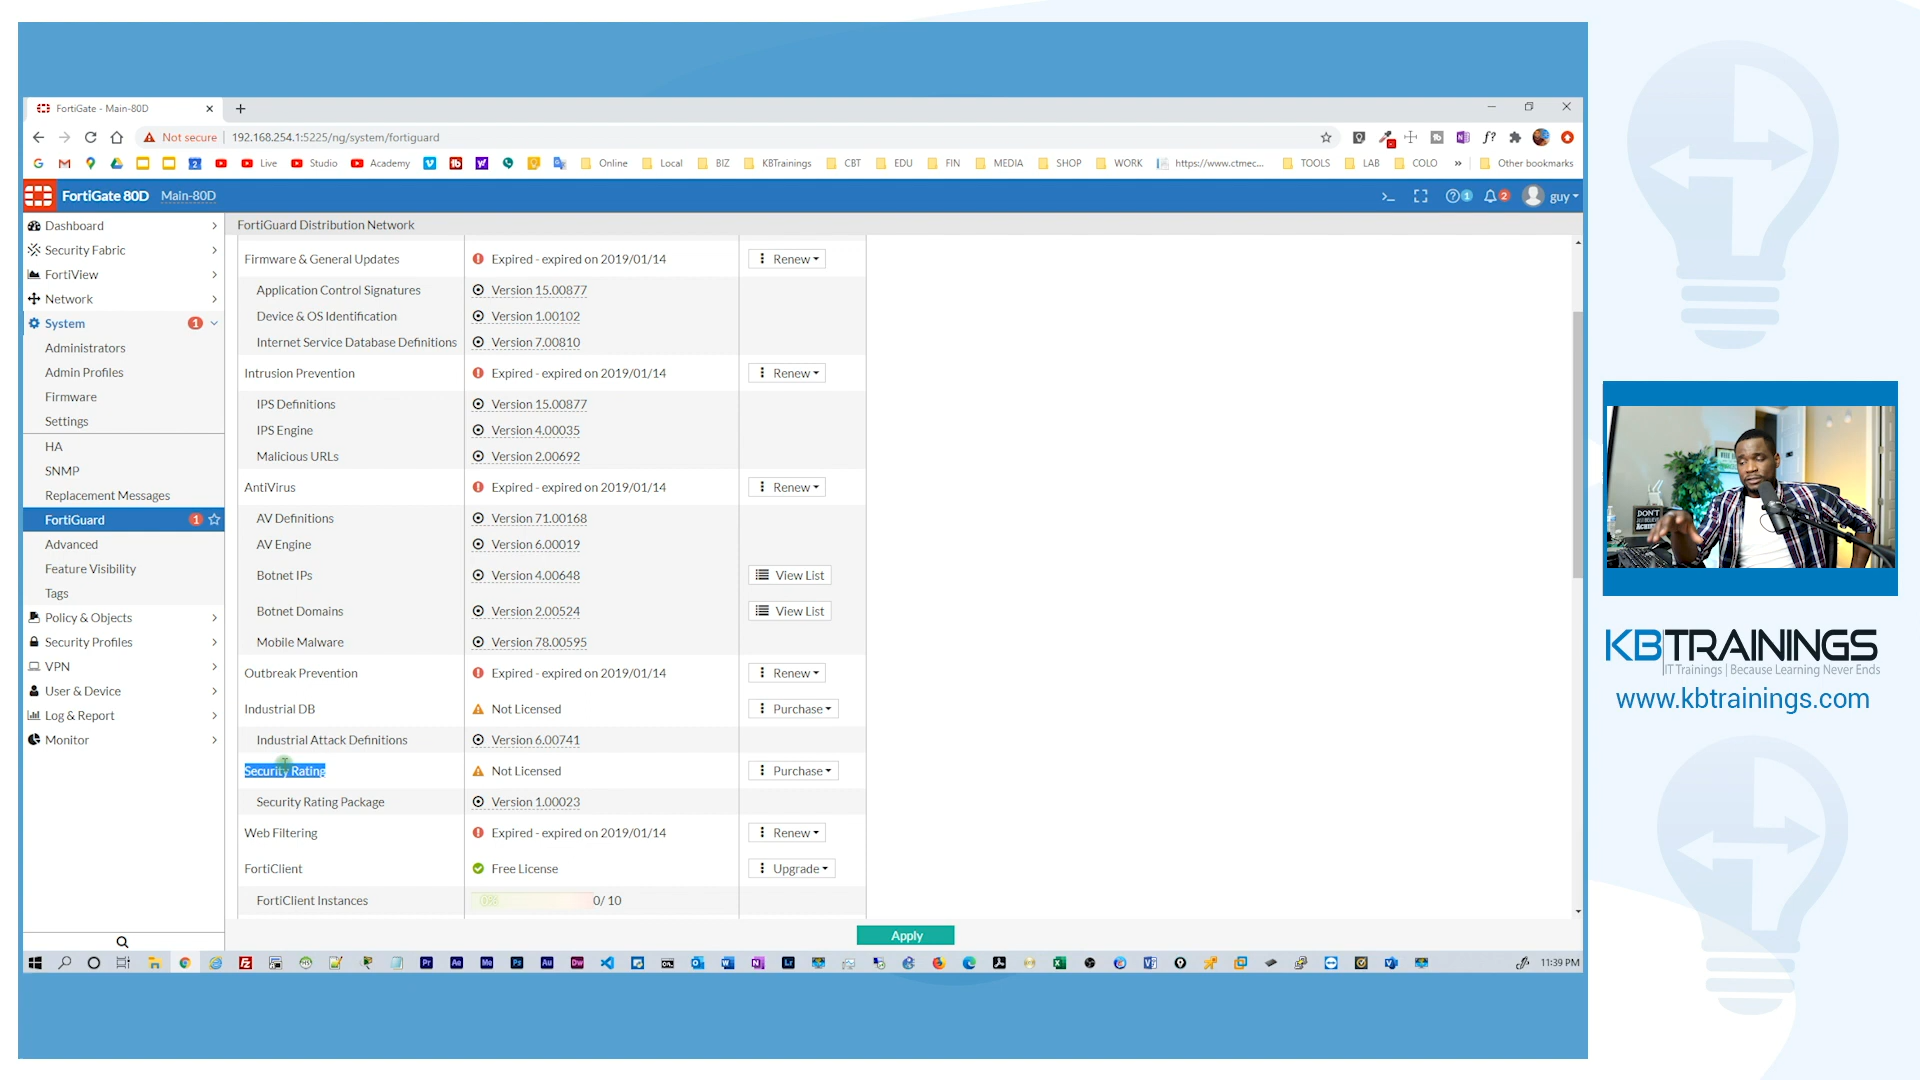 FortiGate - Main-80D
Not secure
192.168.254.1:5225/ng/system/fortiguard
Live
Studio
Academy
Online
Local
BIZ
KBTrainings
CBT
EDU
FIN
MEDIA
SHOP
WORK
https://www.ctmec...
TOOLS
LAB
COLO
»
Other bookmarks
FortiGate 80D Main-80D
1
2
guy
Dashboard
Security Fabric
FortiView
Network
System 1
Administrators
Admin Profiles
Firmware
Settings
HA
SNMP
Replacement Messages
FortiGuard 1
Advanced
Feature Visibility
Tags
Policy & Objects
Security Profiles
VPN
User & Device
Log & Report
Monitor
FortiGuard Distribution Network
Firmware & General Updates Expired - expired on 2019/01/14 Renew
Application Control Signatures Version 15.00877
Device & OS Identification Version 1.00102
Internet Service Database Definitions Version 7.00810
Intrusion Prevention Expired - expired on 2019/01/14 Renew
IPS Definitions Version 15.00877
IPS Engine Version 4.00035
Malicious URLs Version 2.00692
AntiVirus Expired - expired on 2019/01/14 Renew
AV Definitions Version 71.00168
AV Engine Version 6.00019
Botnet IPs Version 4.00648 View List
Botnet Domains Version 2.00524 View List
Mobile Malware Version 78.00595
Outbreak Prevention Expired - expired on 2019/01/14 Renew
Industrial DB Not Licensed Purchase
Industrial Attack Definitions Version 6.00741
Security Rating Not Licensed Purchase
Security Rating Package Version 1.00023
Web Filtering Expired - expired on 2019/01/14 Renew
FortiClient Free License Upgrade
FortiClient Instances 0% 0/ 10
Apply
11:39 PM
DON'T
KBTRAININGS
IT Trainings | Because Learning Never Ends
www.kbtrainings.com